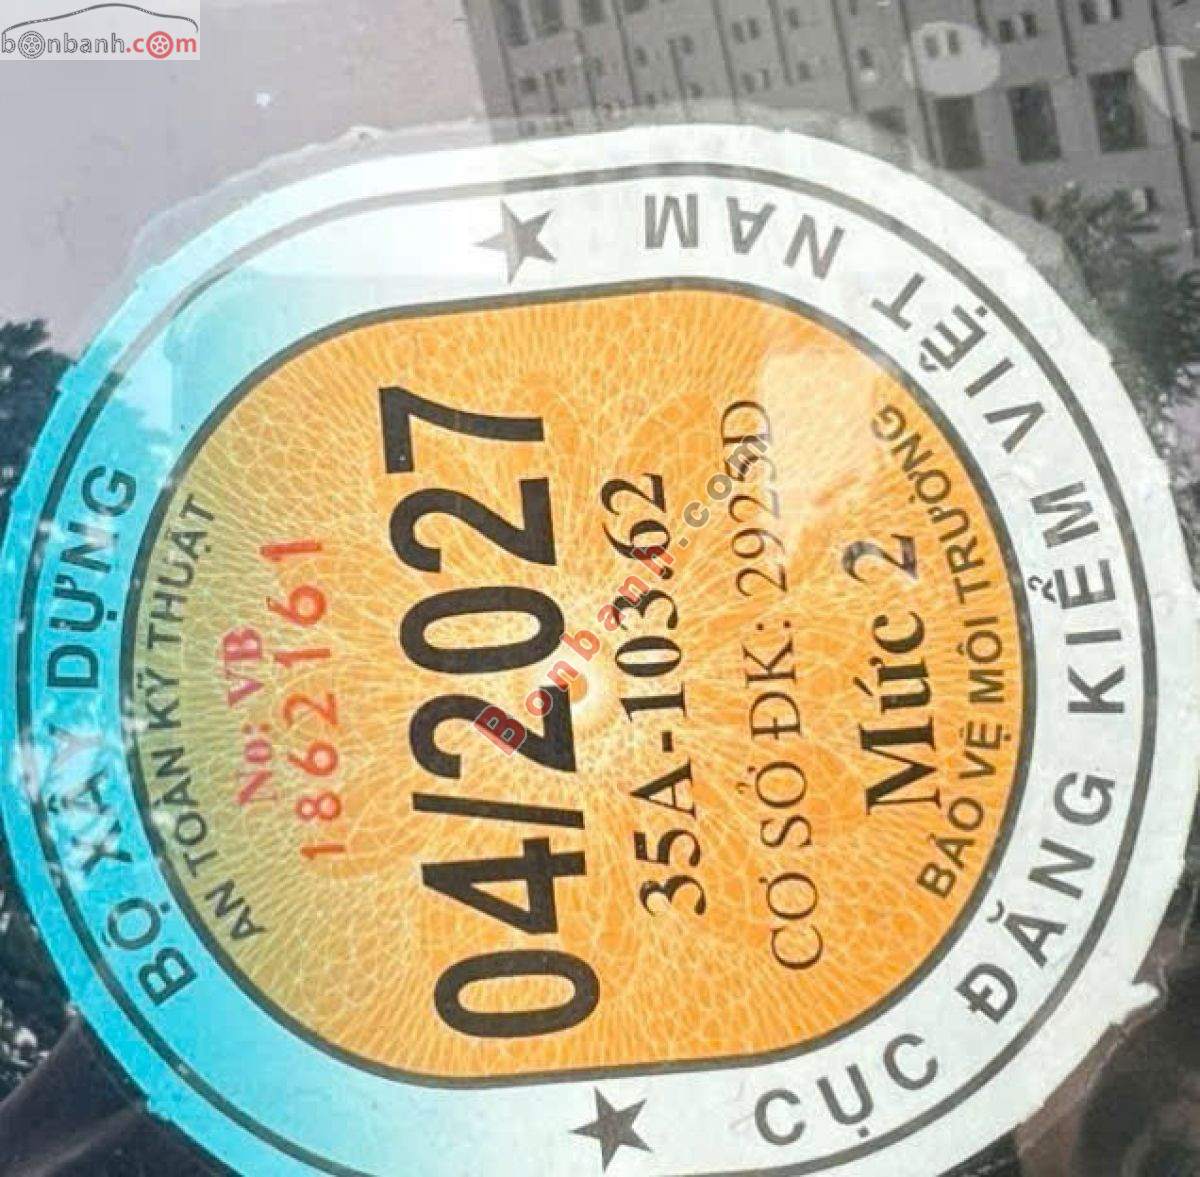 bonbanh.com
BỘ XÂY DỰNG
AN TOÀN KỸ THUẬT
No: VB
1862161
04/2027
35A-103.62
CƠ SỞ ĐK: 2925D
Mức 2
BẢO VỆ MÔI TRƯỜNG
CỤC ĐĂNG KIỂM VIỆT NAM
Bonbanh.com